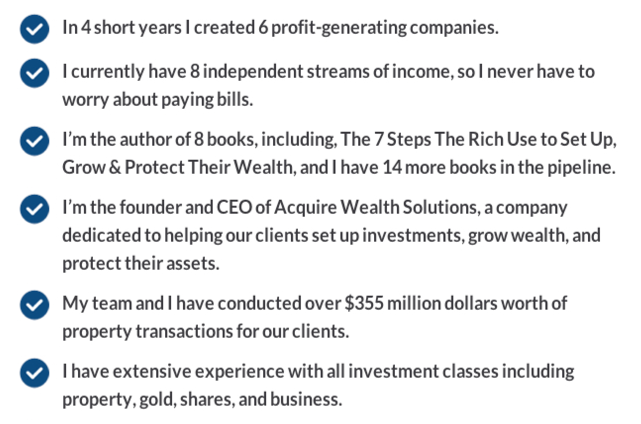 In 4 short years I created 6 profit-generating companies.
I currently have 8 independent streams of income, so I never have to
worry about paying bills.
I’m the author of 8 books, including, The 7 Steps The Rich Use to Set Up,
Grow & Protect Their Wealth, and I have 14 more books in the pipeline.
I’m the founder and CEO of Acquire Wealth Solutions, a company
dedicated to helping our clients set up investments, grow wealth, and
protect their assets.
My team and I have conducted over $355 million dollars worth of
property transactions for our clients.
I have extensive experience with all investment classes including
property, gold, shares, and business.